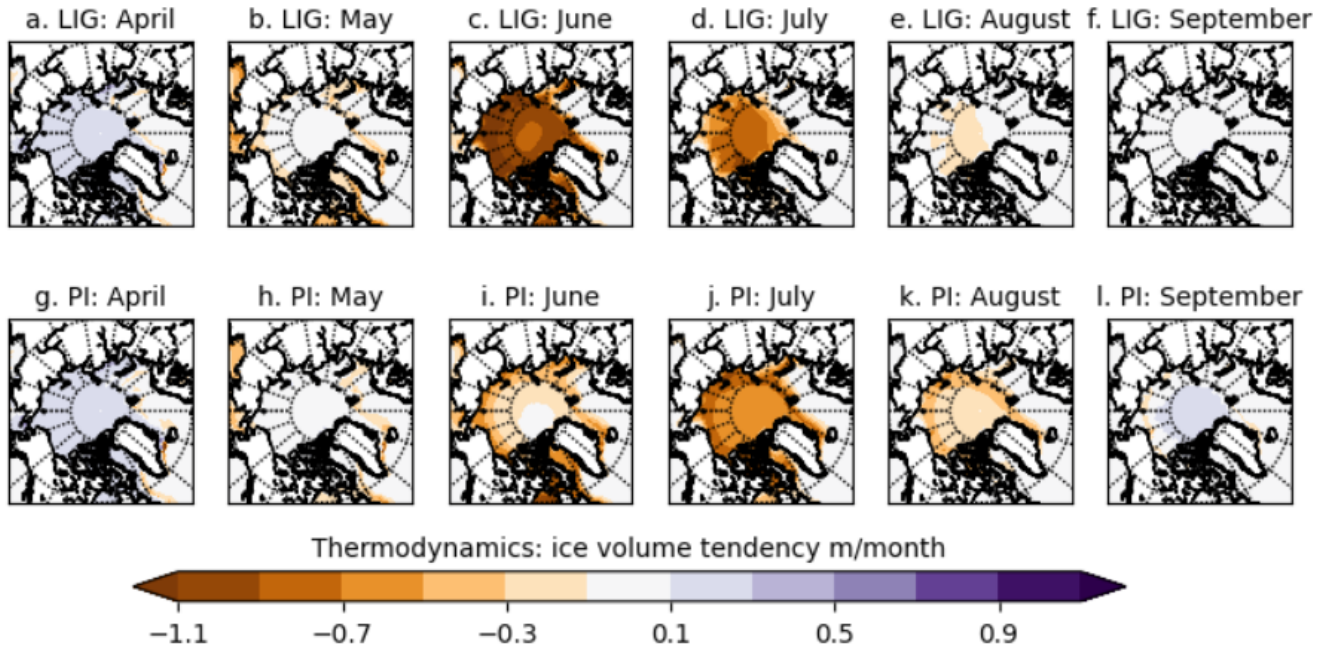 a. LIG: April b. LIG: May c. LIG: June d. LIG: July e. LIG: August f. LIG: September
g. PI: April h. PI: May i. PI: June j. PI: July k. PI: August l. PI: September
Thermodynamics: ice volume tendency m/month
−1.1 −0.7 −0.3 0.1 0.5 0.9